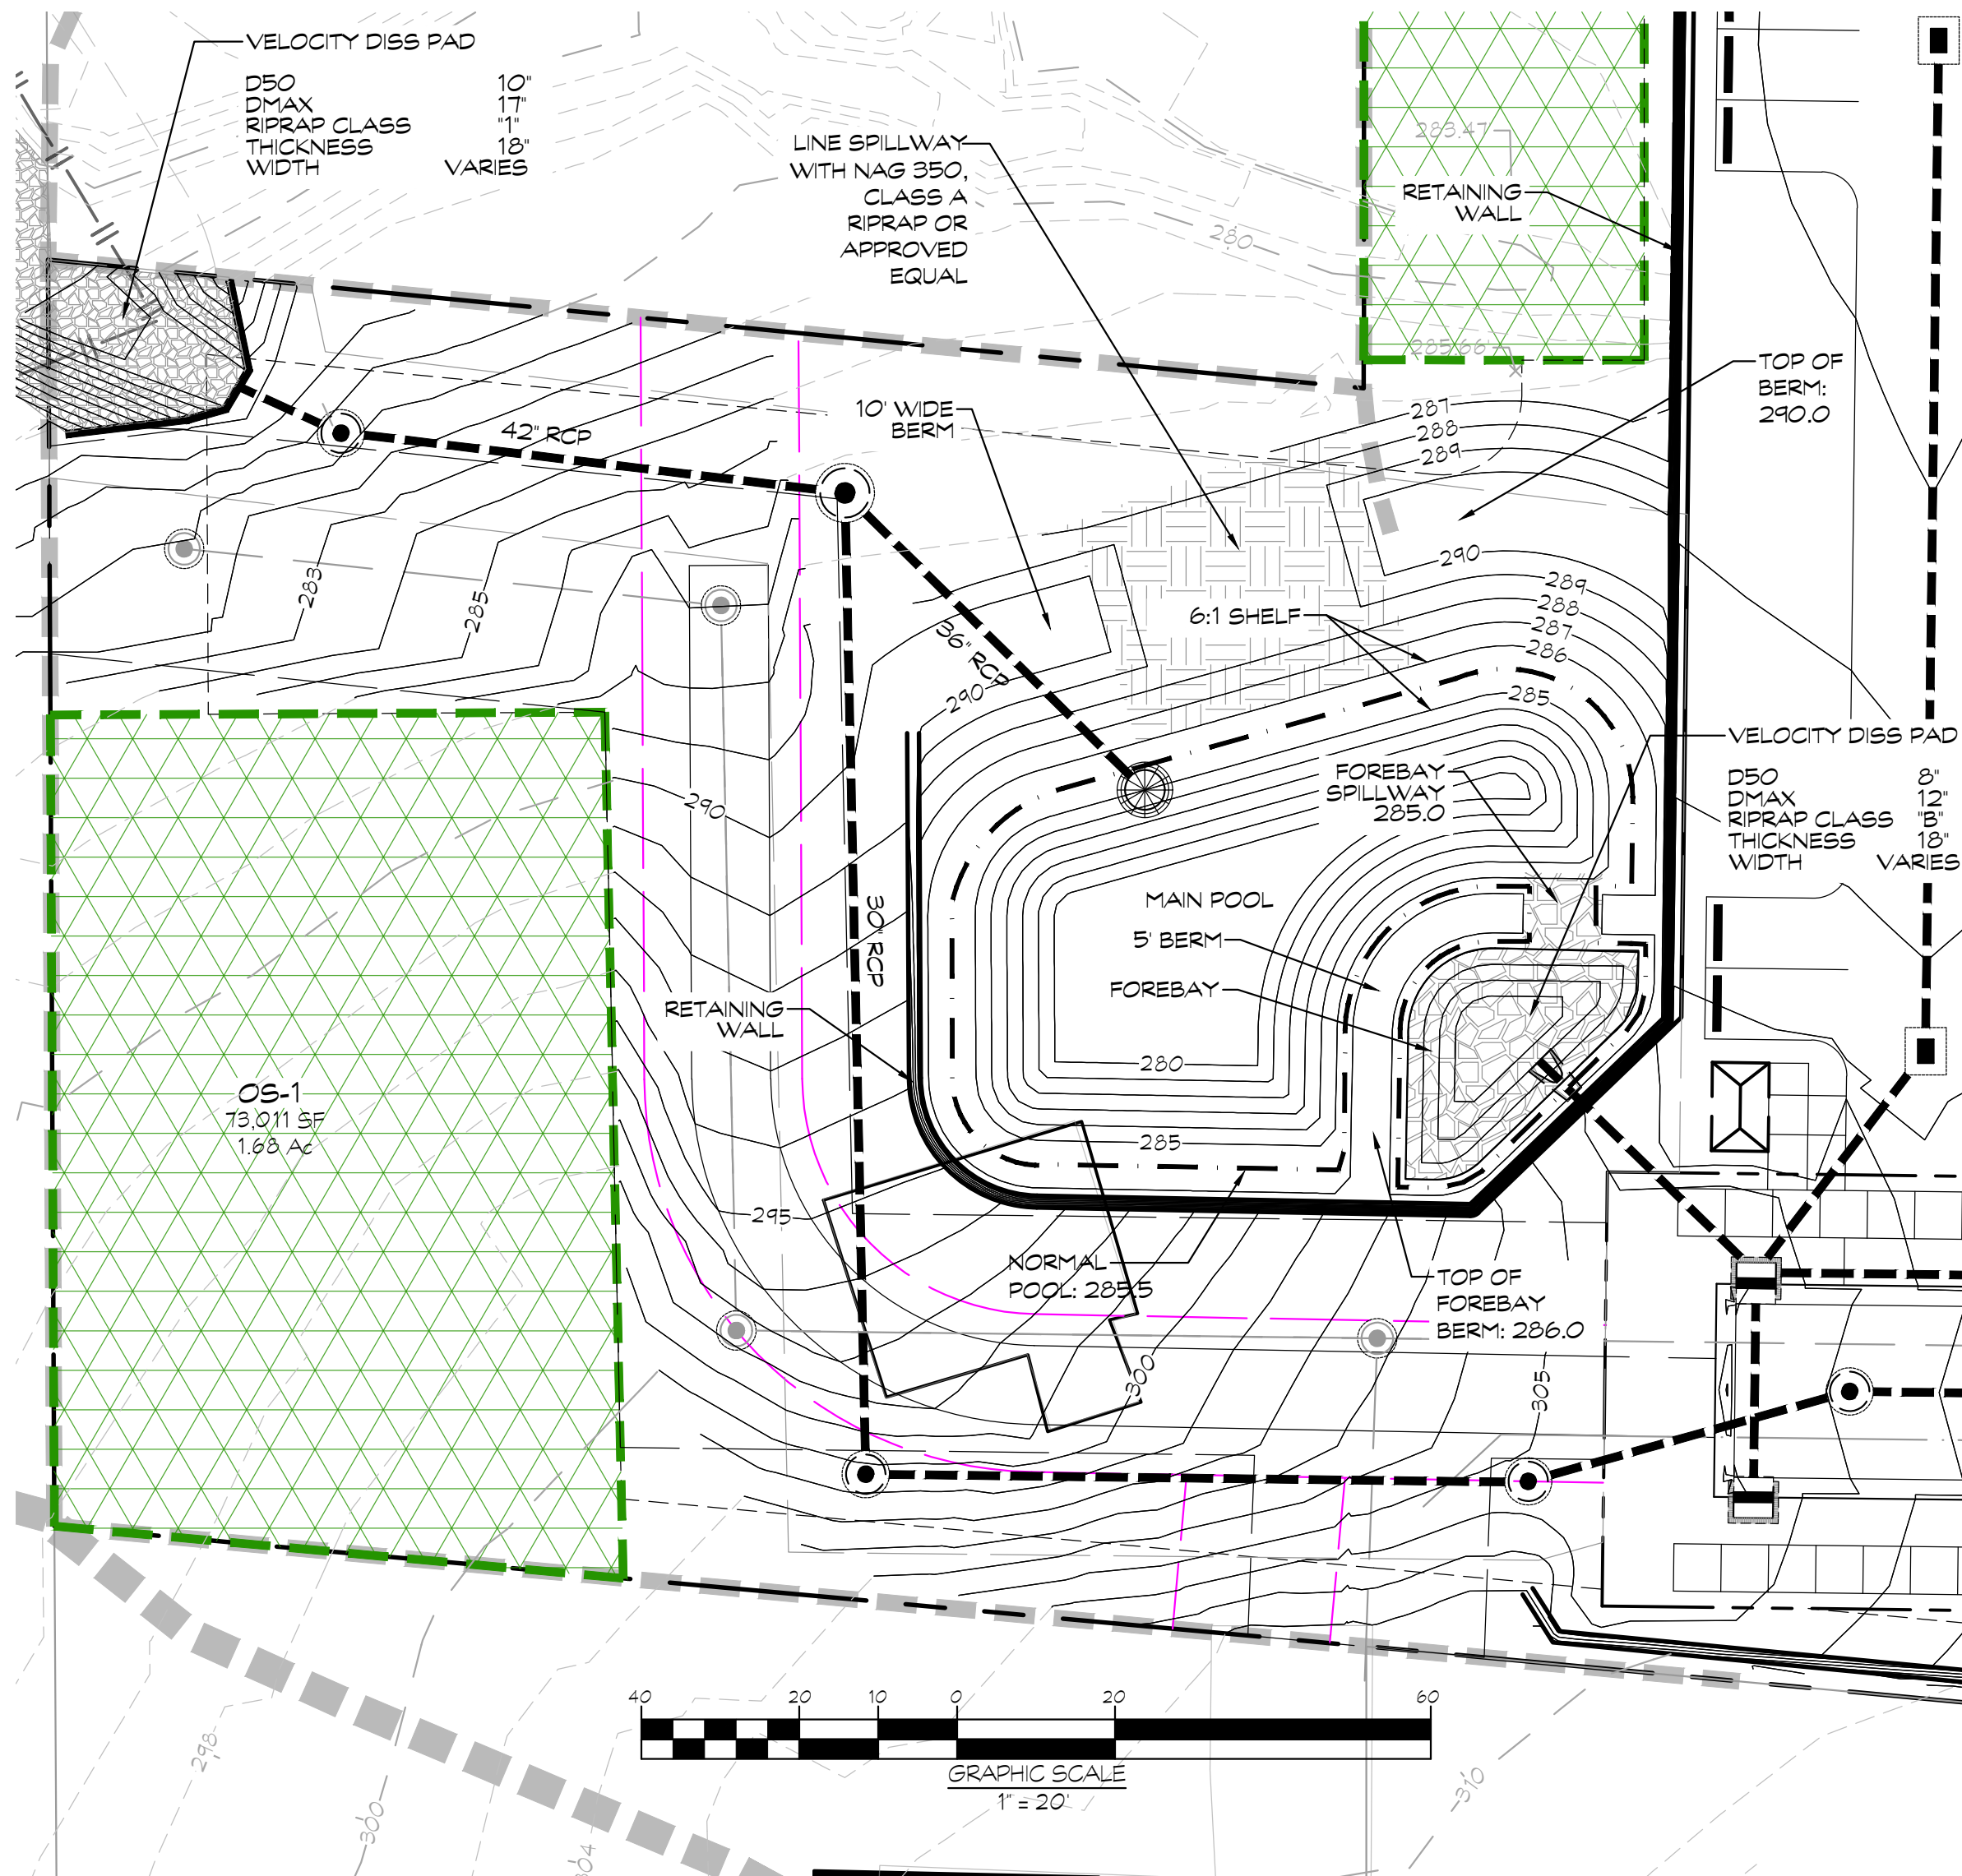 VELOCITY DISS PAD
D50 10"
DMAX 17"
RIPRAP CLASS "1"
THICKNESS 18"
WIDTH VARIES
LINE SPILLWAY
WITH NAG 350,
CLASS A
RIPRAP OR
APPROVED
EQUAL
283.47
RETAINING
WALL
280
285.66
TOP OF
BERM:
290.0
10' WIDE
BERM
287
288
289
42" RCP
290
289
288
287
286
285
6:1 SHELF
283
285
36" RCP
290
VELOCITY DISS PAD
D50 8"
DMAX 12"
RIPRAP CLASS "B"
THICKNESS 18"
WIDTH VARIES
FOREBAY
SPILLWAY
285.0
290
MAIN POOL
5' BERM
FOREBAY
30" RCP
RETAINING
WALL
280
285
OS-1
73,011 SF
1.68 Ac
295
NORMAL
POOL: 285.5
TOP OF
FOREBAY
BERM: 286.0
300
305
40 20 10 0 20 60
GRAPHIC SCALE
1" = 20'
298
300
304
310